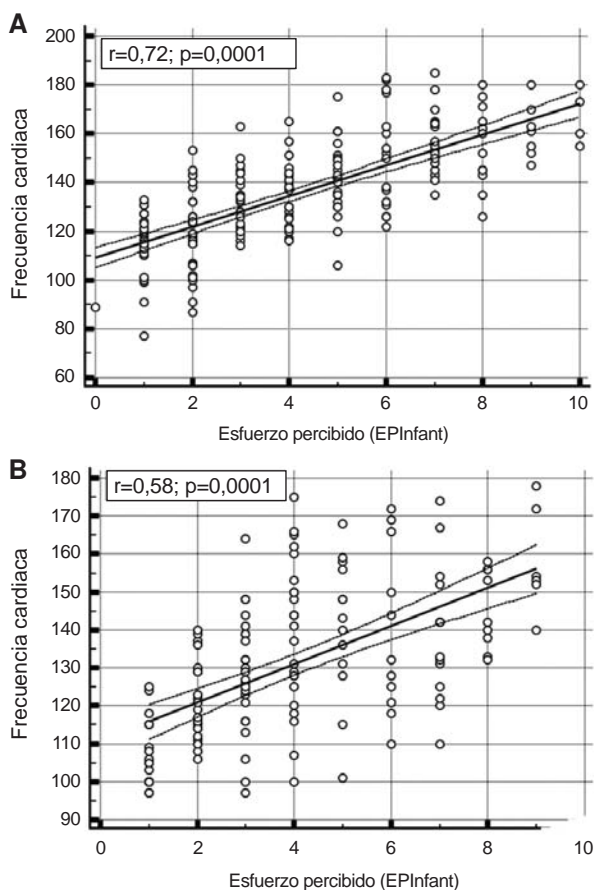 A
r=0,72; p=0,0001
Frecuencia cardiaca
200
180
160
140
120
100
80
60
0 2 4 6 8 10
Esfuerzo percibido (EPInfant)
B
r=0,58; p=0,0001
Frecuencia cardiaca
180
170
160
150
140
130
120
110
100
90
0 2 4 6 8 10
Esfuerzo percibido (EPInfant)